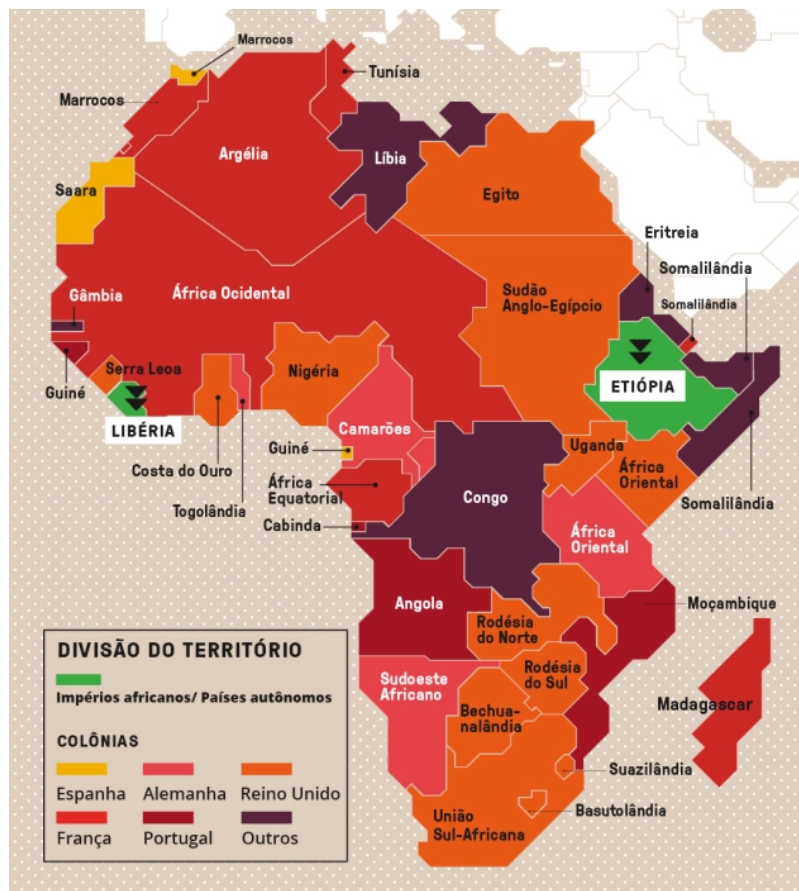 Marrocos
Marrocos
Tunísia
Argélia
Líbia
Egito
Saara
Eritreia
Somalilândia
Somalilândia
Gâmbia
África Ocidental
Sudão
Anglo-Egípcio
Serra Leoa
Nigéria
Guiné
ETIÓPIA
LIBÉRIA
Camarões
Guiné
Uganda
Costa do Ouro
África
Equatorial
Congo
África
Oriental
Togolândia
Cabinda
Somalilândia
África
Oriental
Angola
Moçambique
Rodésia
do Norte
DIVISÃO DO TERRITÓRIO
Impérios africanos/ Países autônomos
Sudoeste
Africano
Rodésia
do Sul
Bechua-
nalândia
Madagascar
COLÔNIAS
Espanha
Alemanha
Reino Unido
França
Portugal
Outros
Suazilândia
Basutolândia
União
Sul-Africana